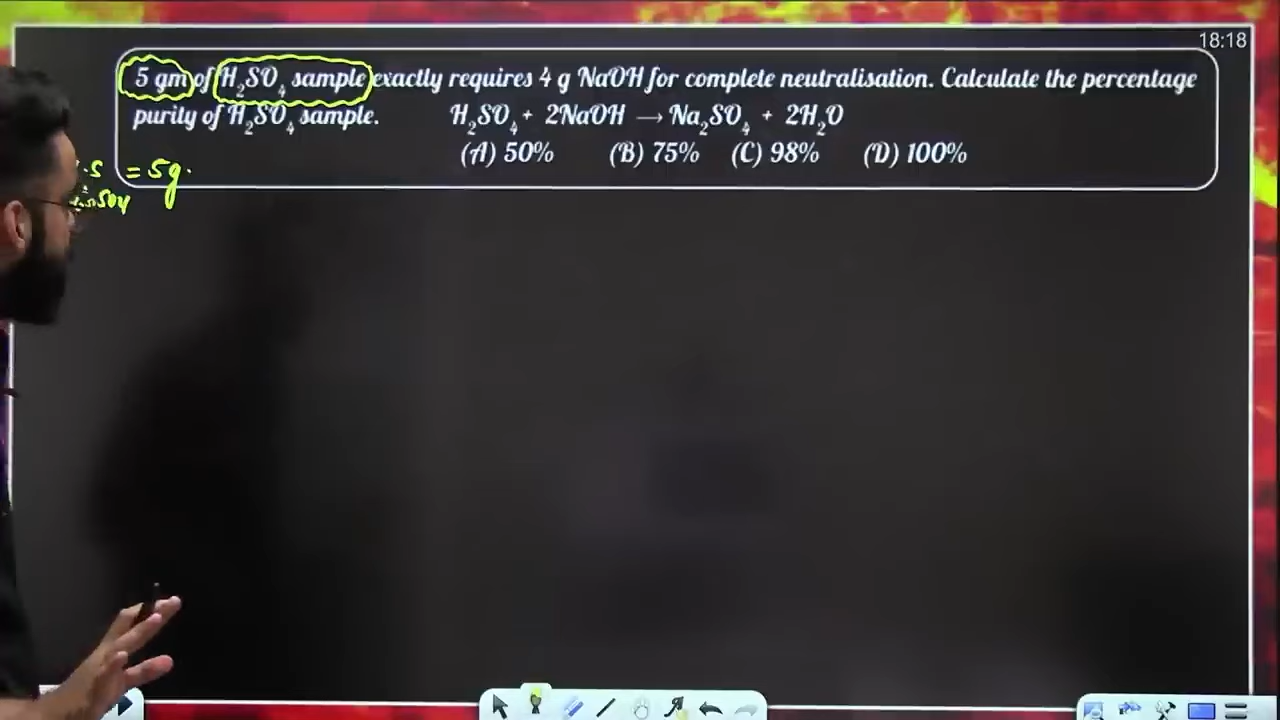 18:18
5 gm of H₂SO₄ sample exactly requires 4 g NaOH for complete neutralisation. Calculate the percentage
purity of H₂SO₄ sample. H₂SO₄ + 2NaOH → Na₂SO₄ + 2H₂O
(A) 50% (B) 75% (C) 98% (D) 100%
= 5g.